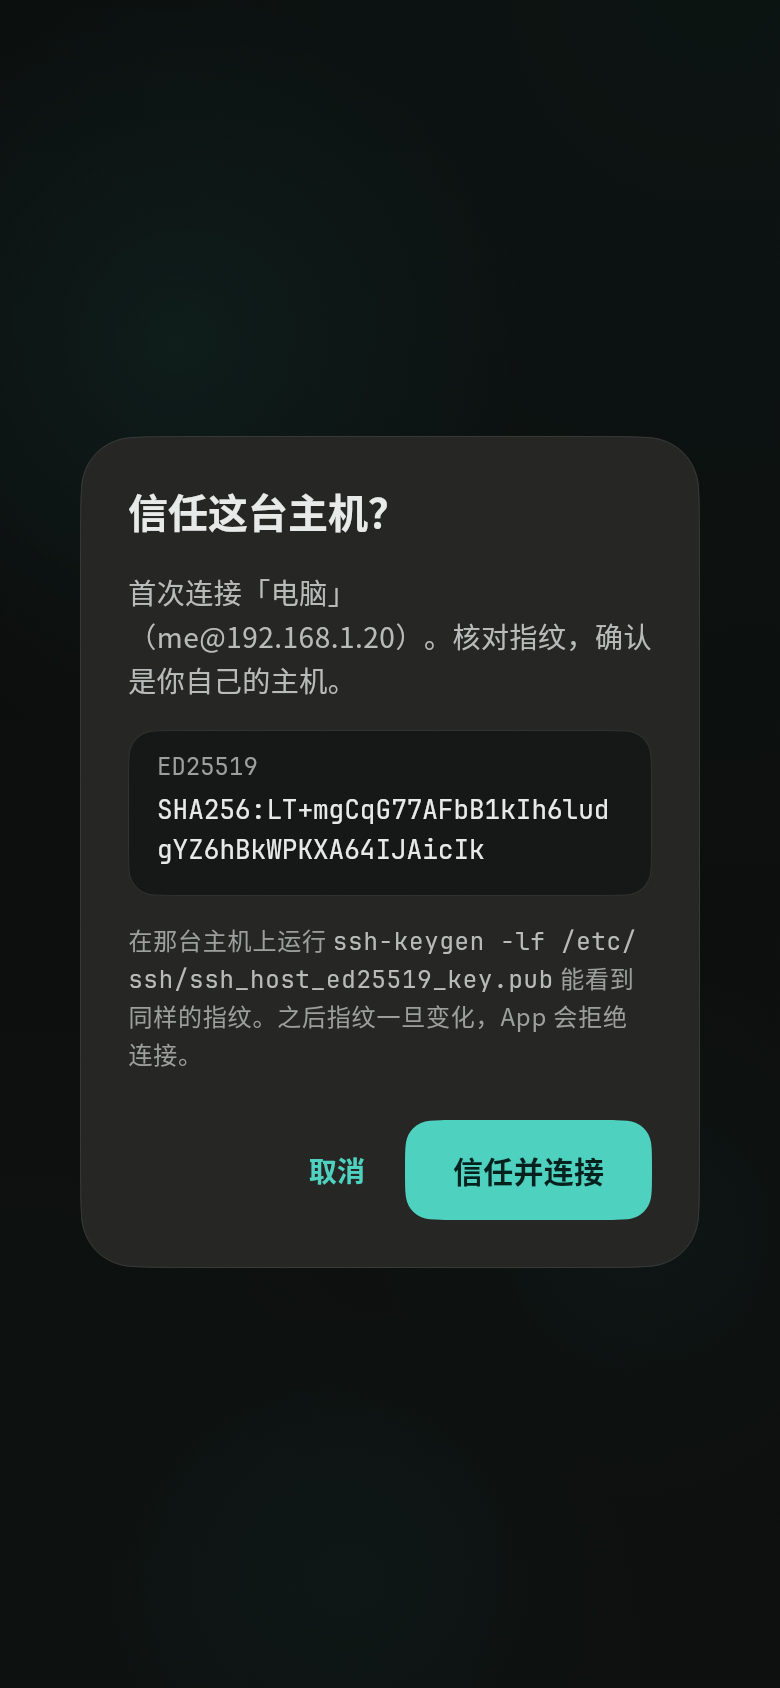 信任这台主机?
首次连接「电脑」
（me@192.168.1.20）。核对指纹，确认
是你自己的主机。
ED25519
SHA256:LT+mgCqG77AFbB1kIh6lud
gYZ6hBkWPKXA64IJAicIk
在那台主机上运行 ssh-keygen -lf /etc/
ssh/ssh_host_ed25519_key.pub 能看到
同样的指纹。之后指纹一旦变化，App 会拒绝
连接。
取消
信任并连接